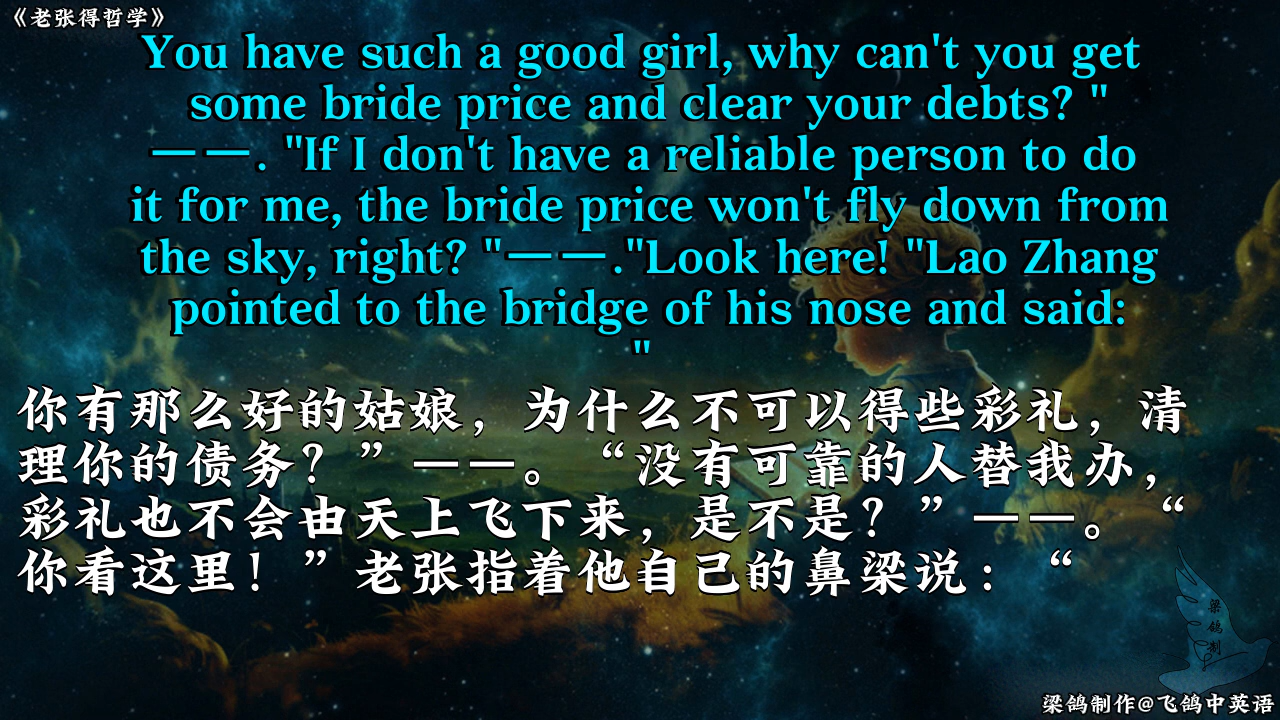 《老张得哲学》
You have such a good girl, why can't you get
some bride price and clear your debts? "
——. "If I don't have a reliable person to do
it for me, the bride price won't fly down from
the sky, right? "——."Look here! "Lao Zhang
pointed to the bridge of his nose and said:
"
你有那么好的姑娘，为什么不可以得些彩礼，清
理你的债务？”——。“没有可靠的人替我办，
彩礼也不会由天上飞下来，是不是？”——。“
你看这里！”老张指着他自己的鼻梁说：“
梁鸽制
梁鸽制作@飞鸽中英语